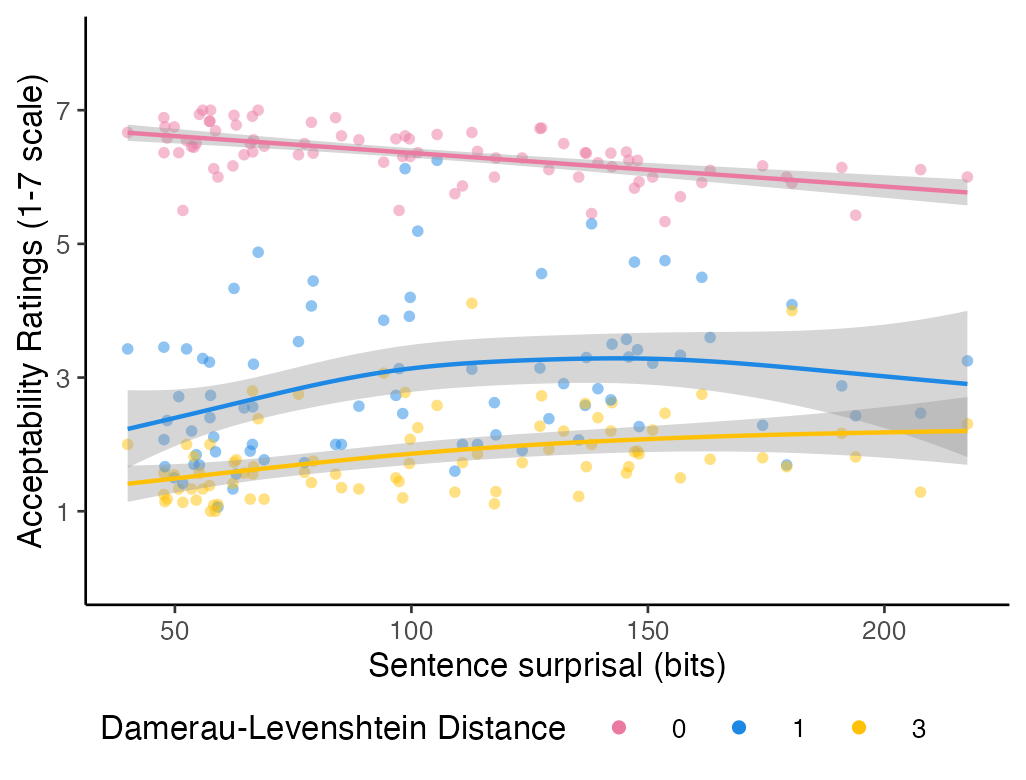 Acceptability Ratings (1-7 scale)
7
5
3
1
50 100 150 200
Sentence surprisal (bits)
Damerau-Levenshtein Distance 0 1 3